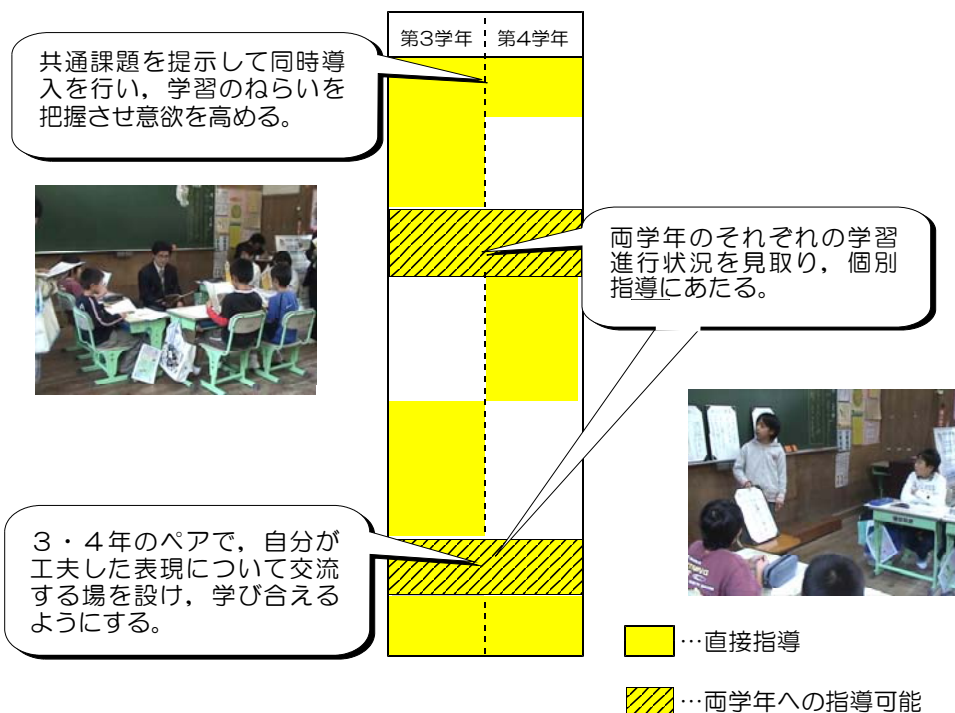 第3学年 第4学年
共通課題を提示して同時導
入を行い，学習のねらいを
把握させ意欲を高める。
両学年のそれぞれの学習
進行状況を見取り，個別
指導にあたる。
３・４年のペアで，自分が
工夫した表現について交流
する場を設け，学び合える
ようにする。
…直接指導
…両学年への指導可能